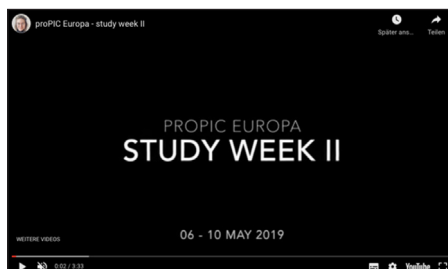 proPIC Europa - study week II
Später ans...
Teilen
PROPIC EUROPA
STUDY WEEK II
06 - 10 MAY 2019
WEITERE VIDEOS
0:02 / 3:33
YouTube